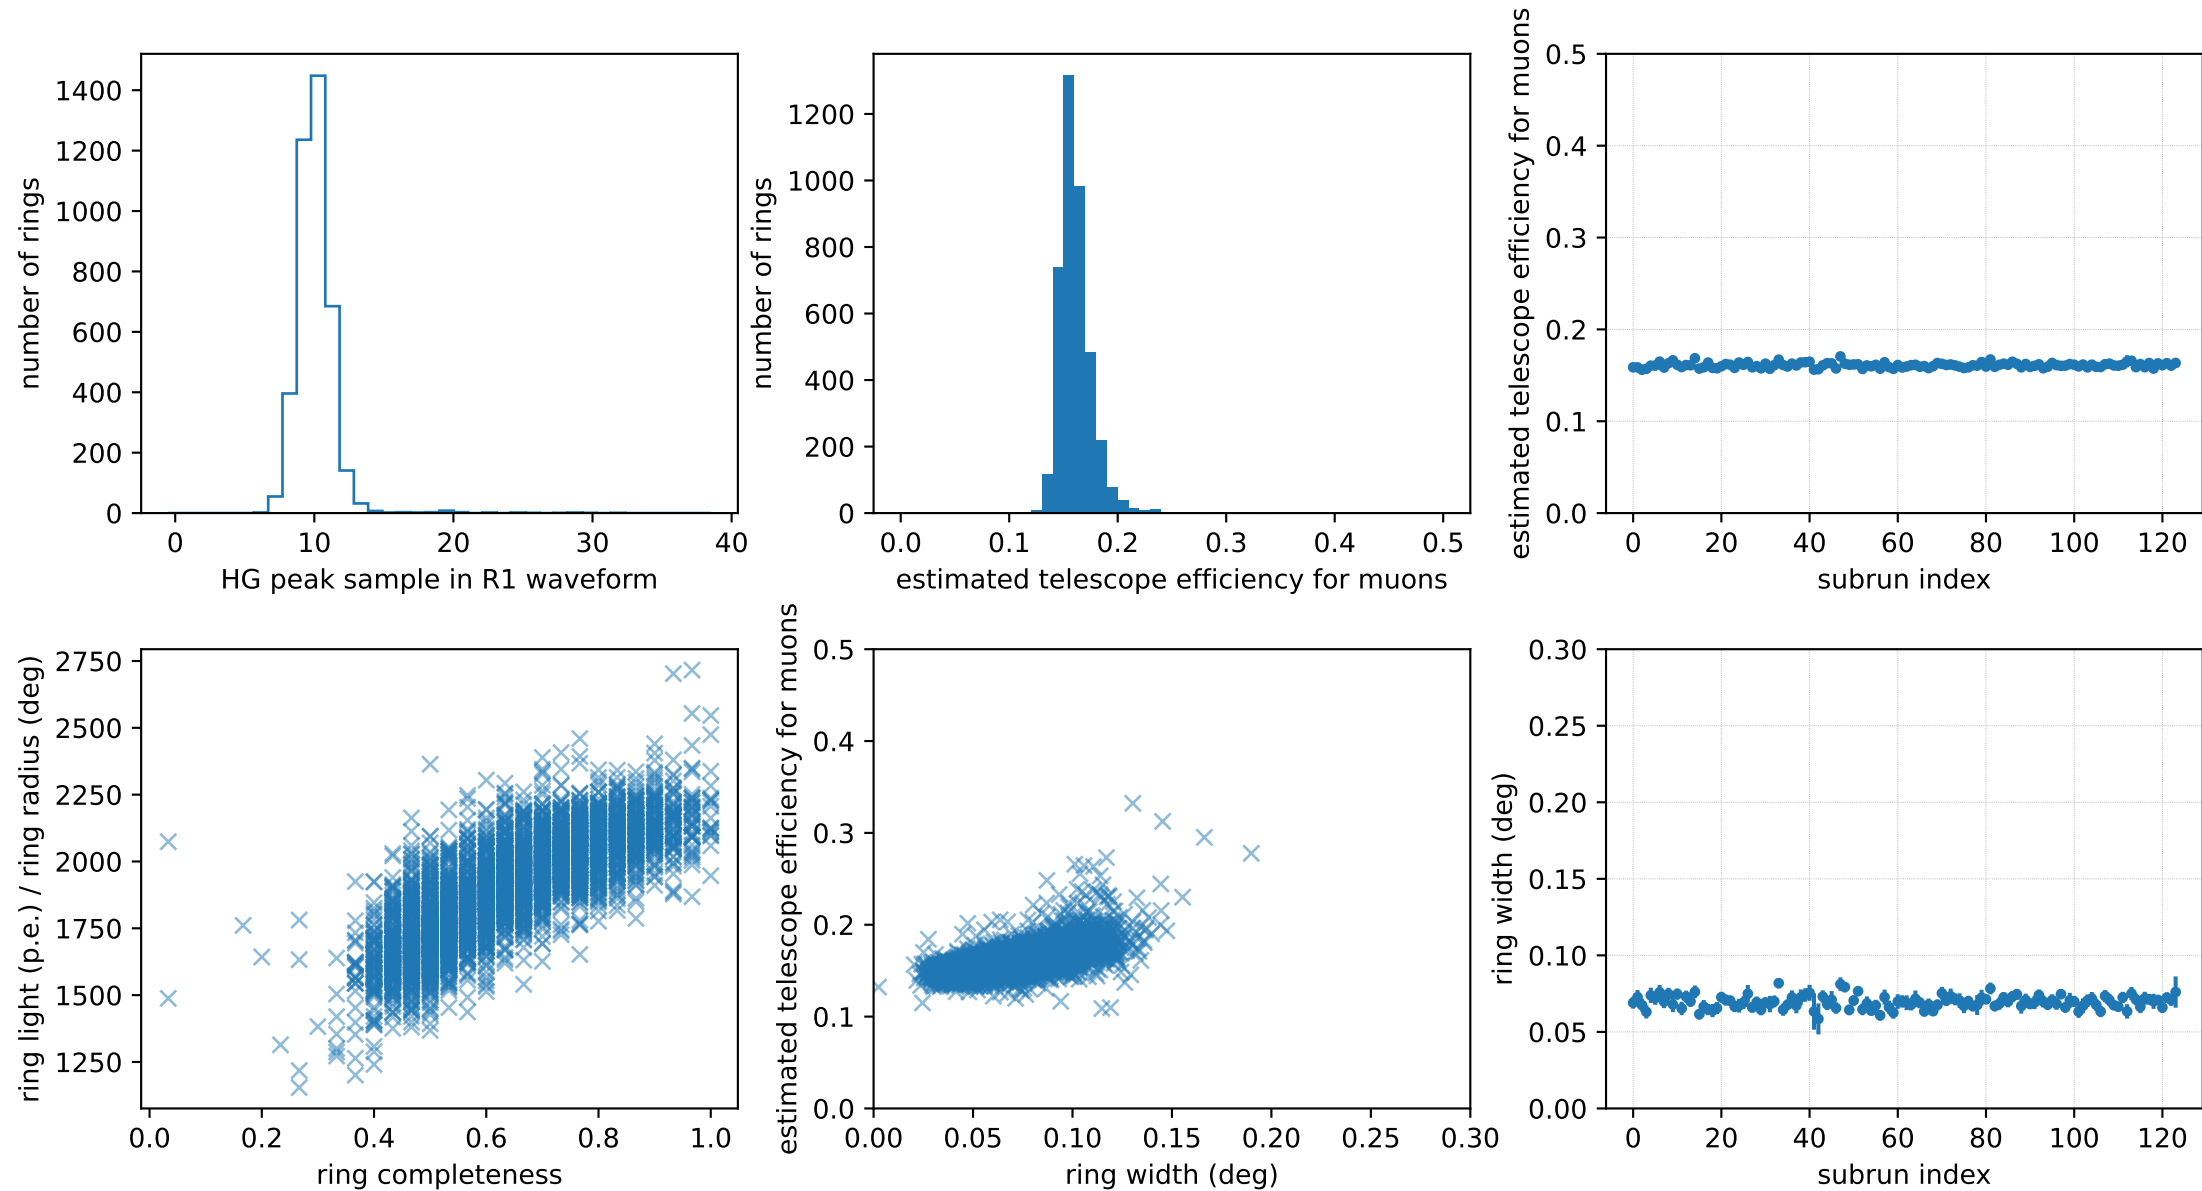 number of rings
1400
1200
1000
800
600
400
200
0
0 10 20 30 40
HG peak sample in R1 waveform
number of rings
1200
1000
800
600
400
200
0
0.0 0.1 0.2 0.3 0.4 0.5
estimated telescope efficiency for muons
estimated telescope efficiency for muons
0.5
0.4
0.3
0.2
0.1
0.0
0 20 40 60 80 100 120
subrun index
ring light (p.e.) / ring radius (deg)
2750
2500
2250
2000
1750
1500
1250
0.0 0.2 0.4 0.6 0.8 1.0
ring completeness
estimated telescope efficiency for muons
0.5
0.4
0.3
0.2
0.1
0.0
0.00 0.05 0.10 0.15 0.20 0.25 0.30
ring width (deg)
ring width (deg)
0.30
0.25
0.20
0.15
0.10
0.05
0.00
0 20 40 60 80 100 120
subrun index